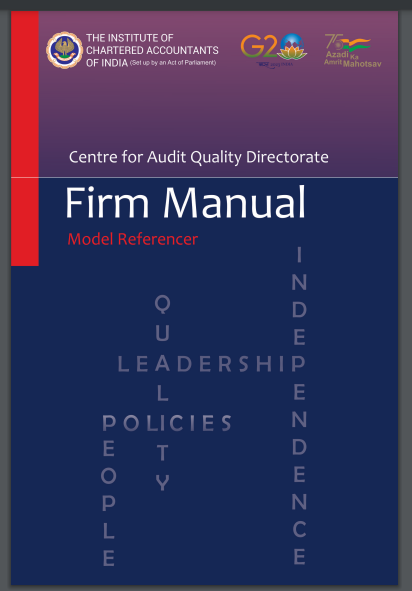 THE INSTITUTE OF
CHARTERED ACCOUNTANTS
OF INDIA (Set up by an Act of Parliament)
G20
Azadi Ka
Amrit Mahotsav
Centre for Audit Quality Directorate
Firm Manual
Model Referencer
INDEPENDENCE
QUALITY
LEADERSHIP
POLICIES
PEOPLE